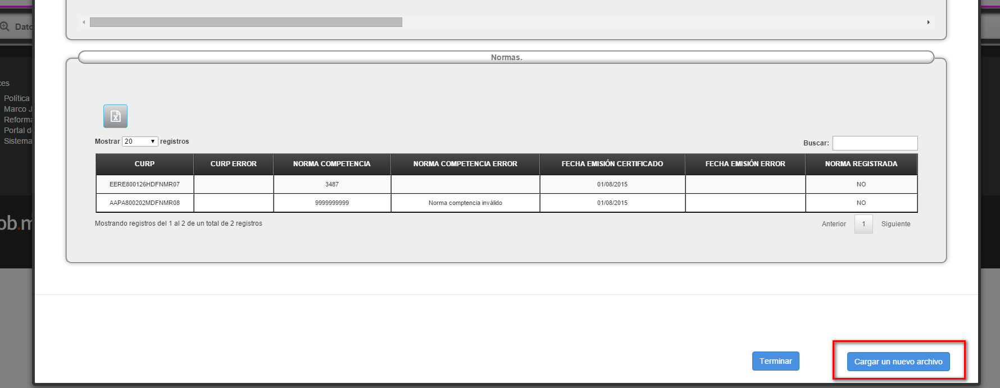 Dato
ces
Política
Marco J
Reforma
Portal d
Sistema
ob.m
Normas.
Mostrar 20 registros
Buscar:
CURP CURP ERROR NORMA COMPETENCIA NORMA COMPETENCIA ERROR FECHA EMISIÓN CERTIFICADO FECHA EMISIÓN ERROR NORMA REGISTRADA
EERE800126HDFNMR07 3487 01/08/2015 NO
AAPA800202MDFNMR08 9999999999 Norma comptencia inválido 01/08/2015 NO
Mostrando registros del 1 al 2 de un total de 2 registros
Anterior 1 Siguiente
Terminar
Cargar un nuevo archivo